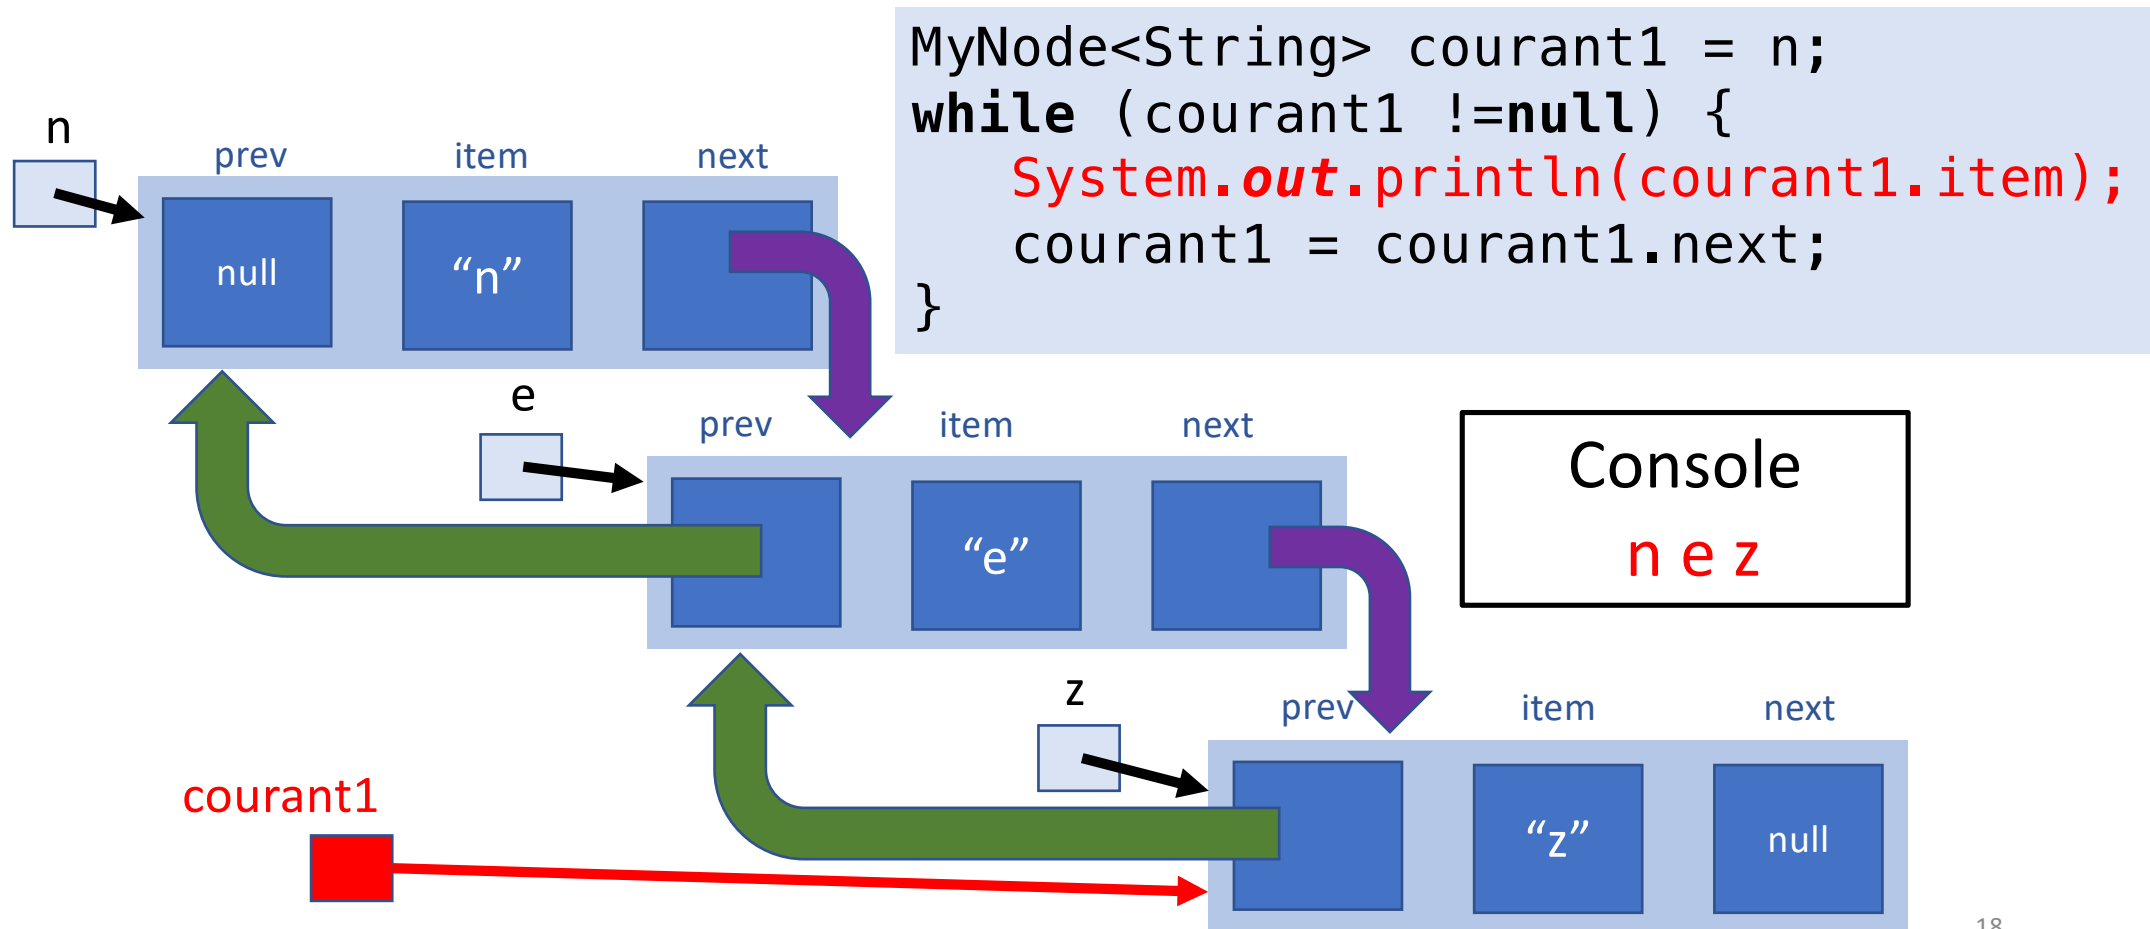 MyNode<String> courant1 = n;
while (courant1 !=null) {
System.out.println(courant1.item);
courant1 = courant1.next;
}
n
prev item next
null “n”
e
prev item next
“e”
Console
n e z
z
prev item next
“z” null
courant1
18